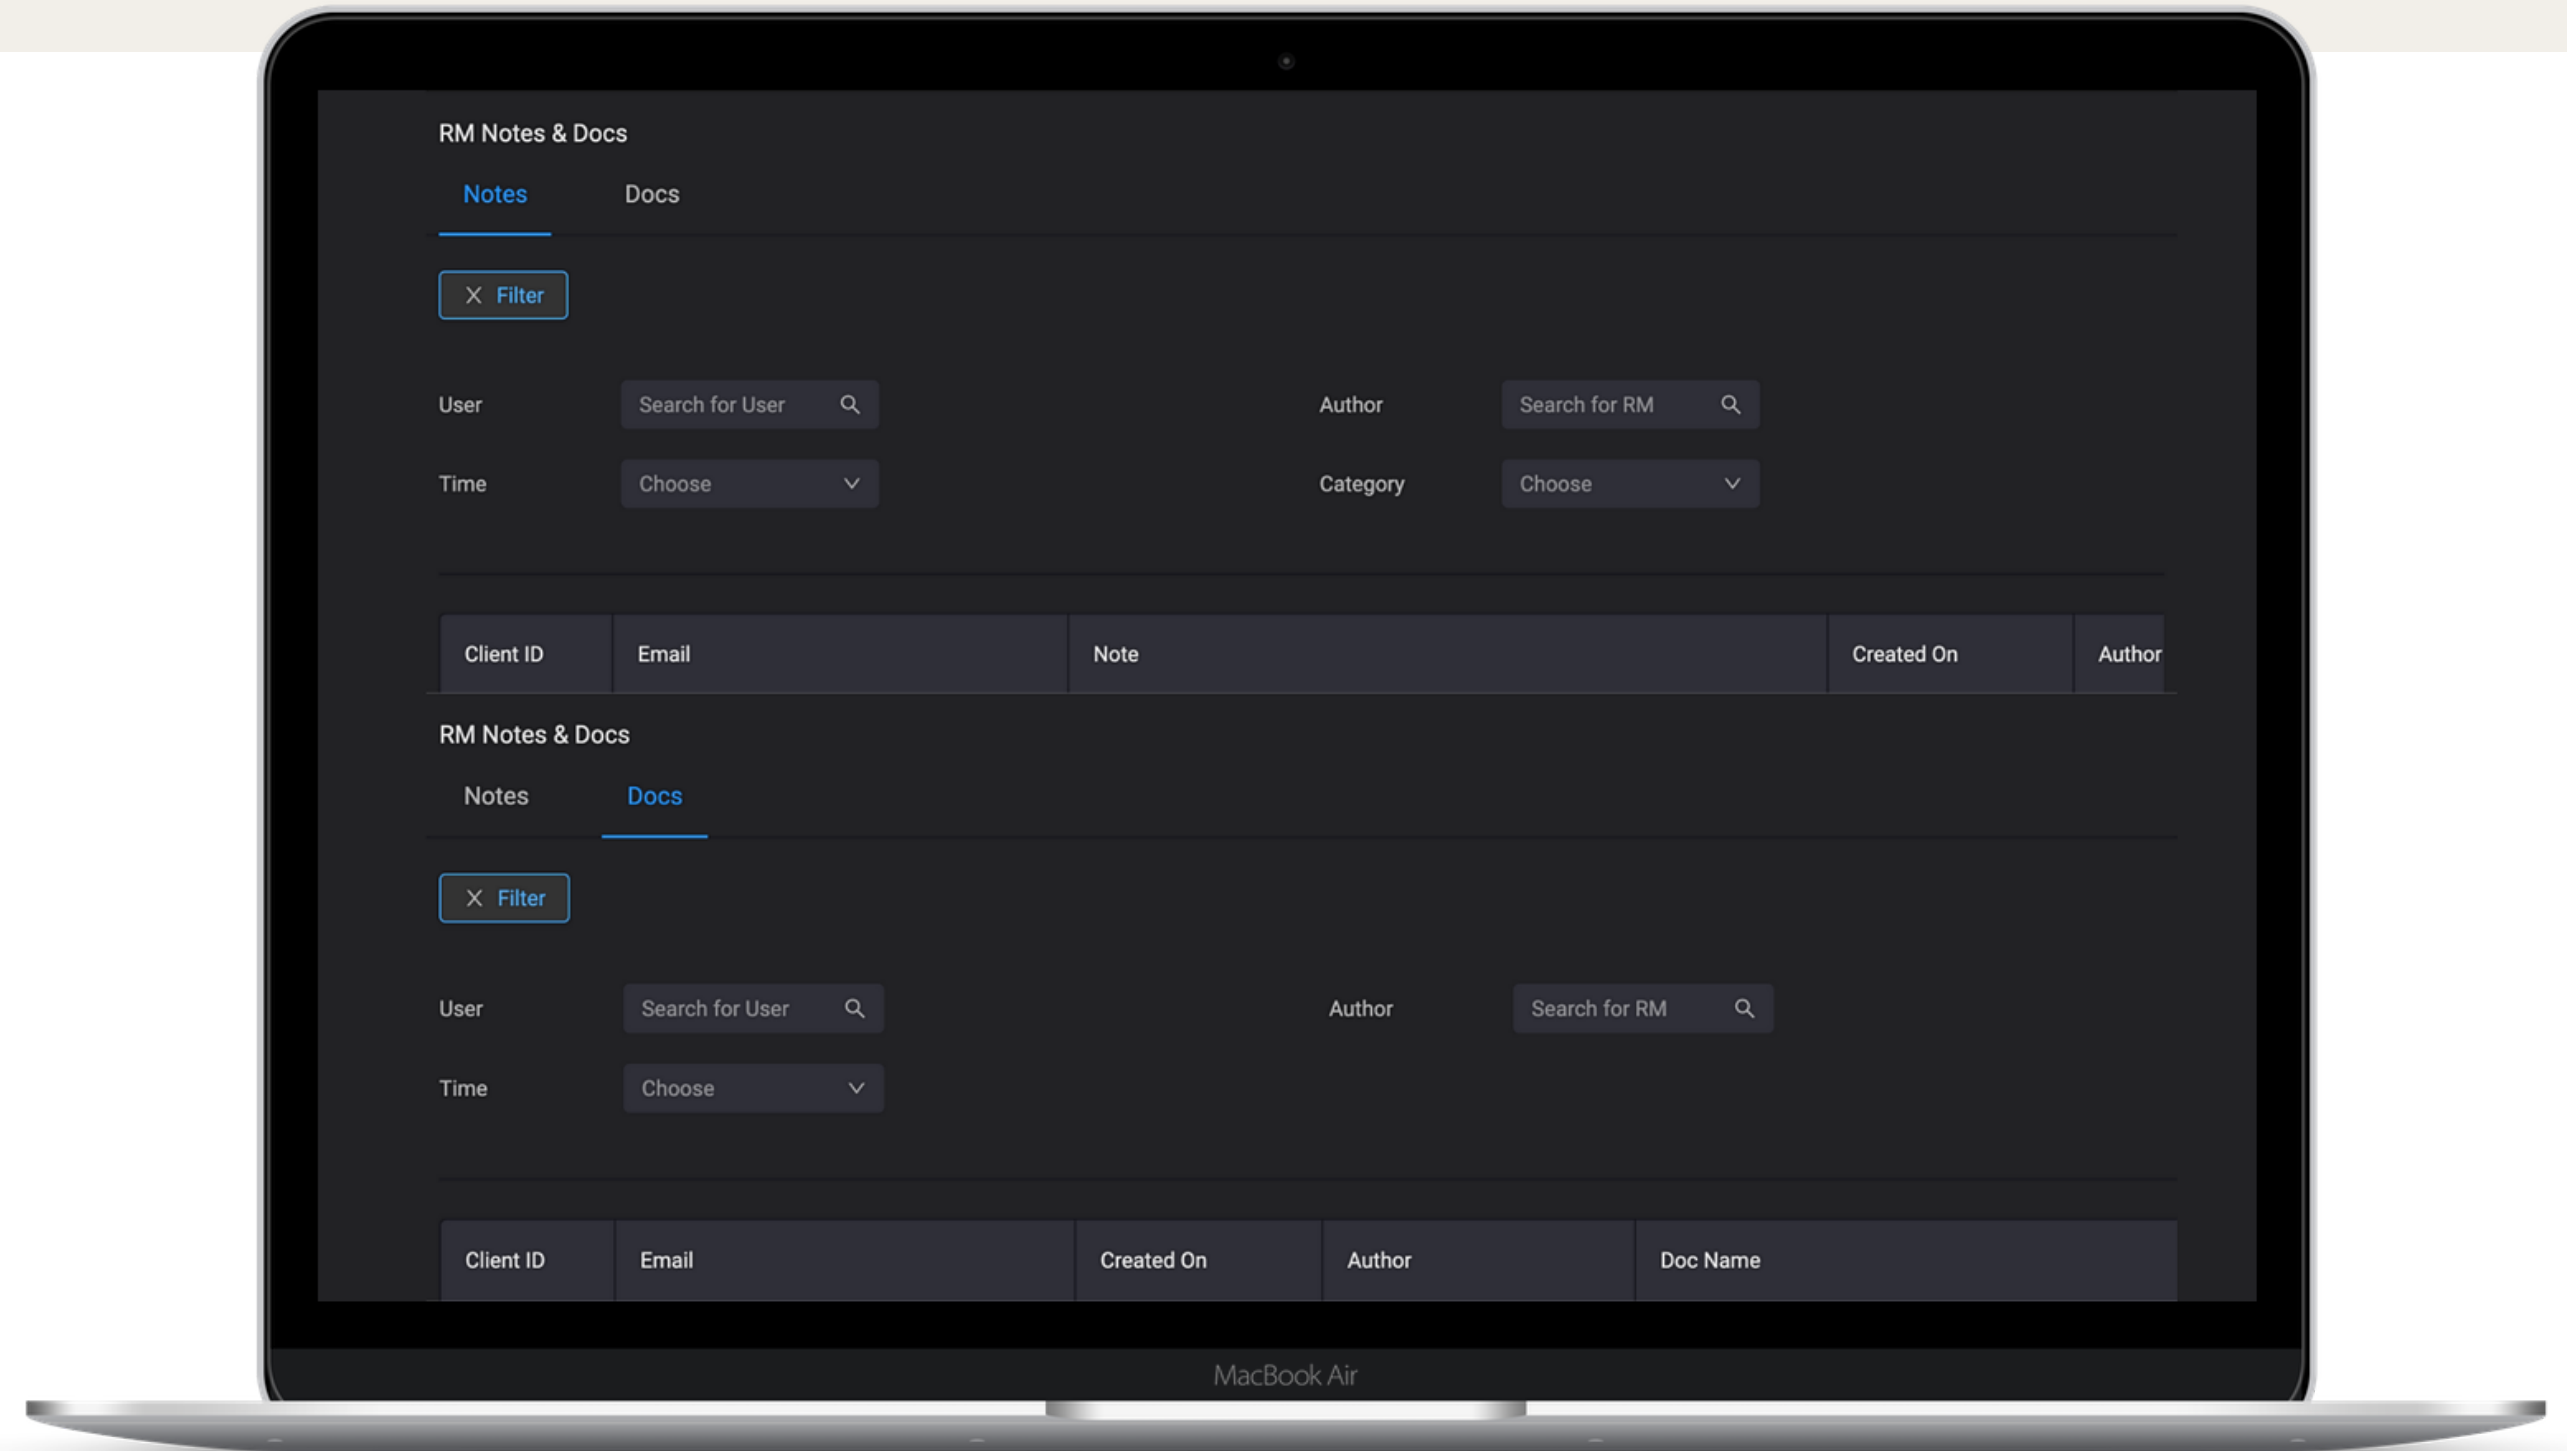 RM Notes & Docs
Notes Docs
X Filter
User Search for User Author Search for RM
Time Choose Category Choose
Client ID Email Note Created On Author
RM Notes & Docs
Notes Docs
X Filter
User Search for User Author Search for RM
Time Choose
Client ID Email Created On Author Doc Name
MacBook Air